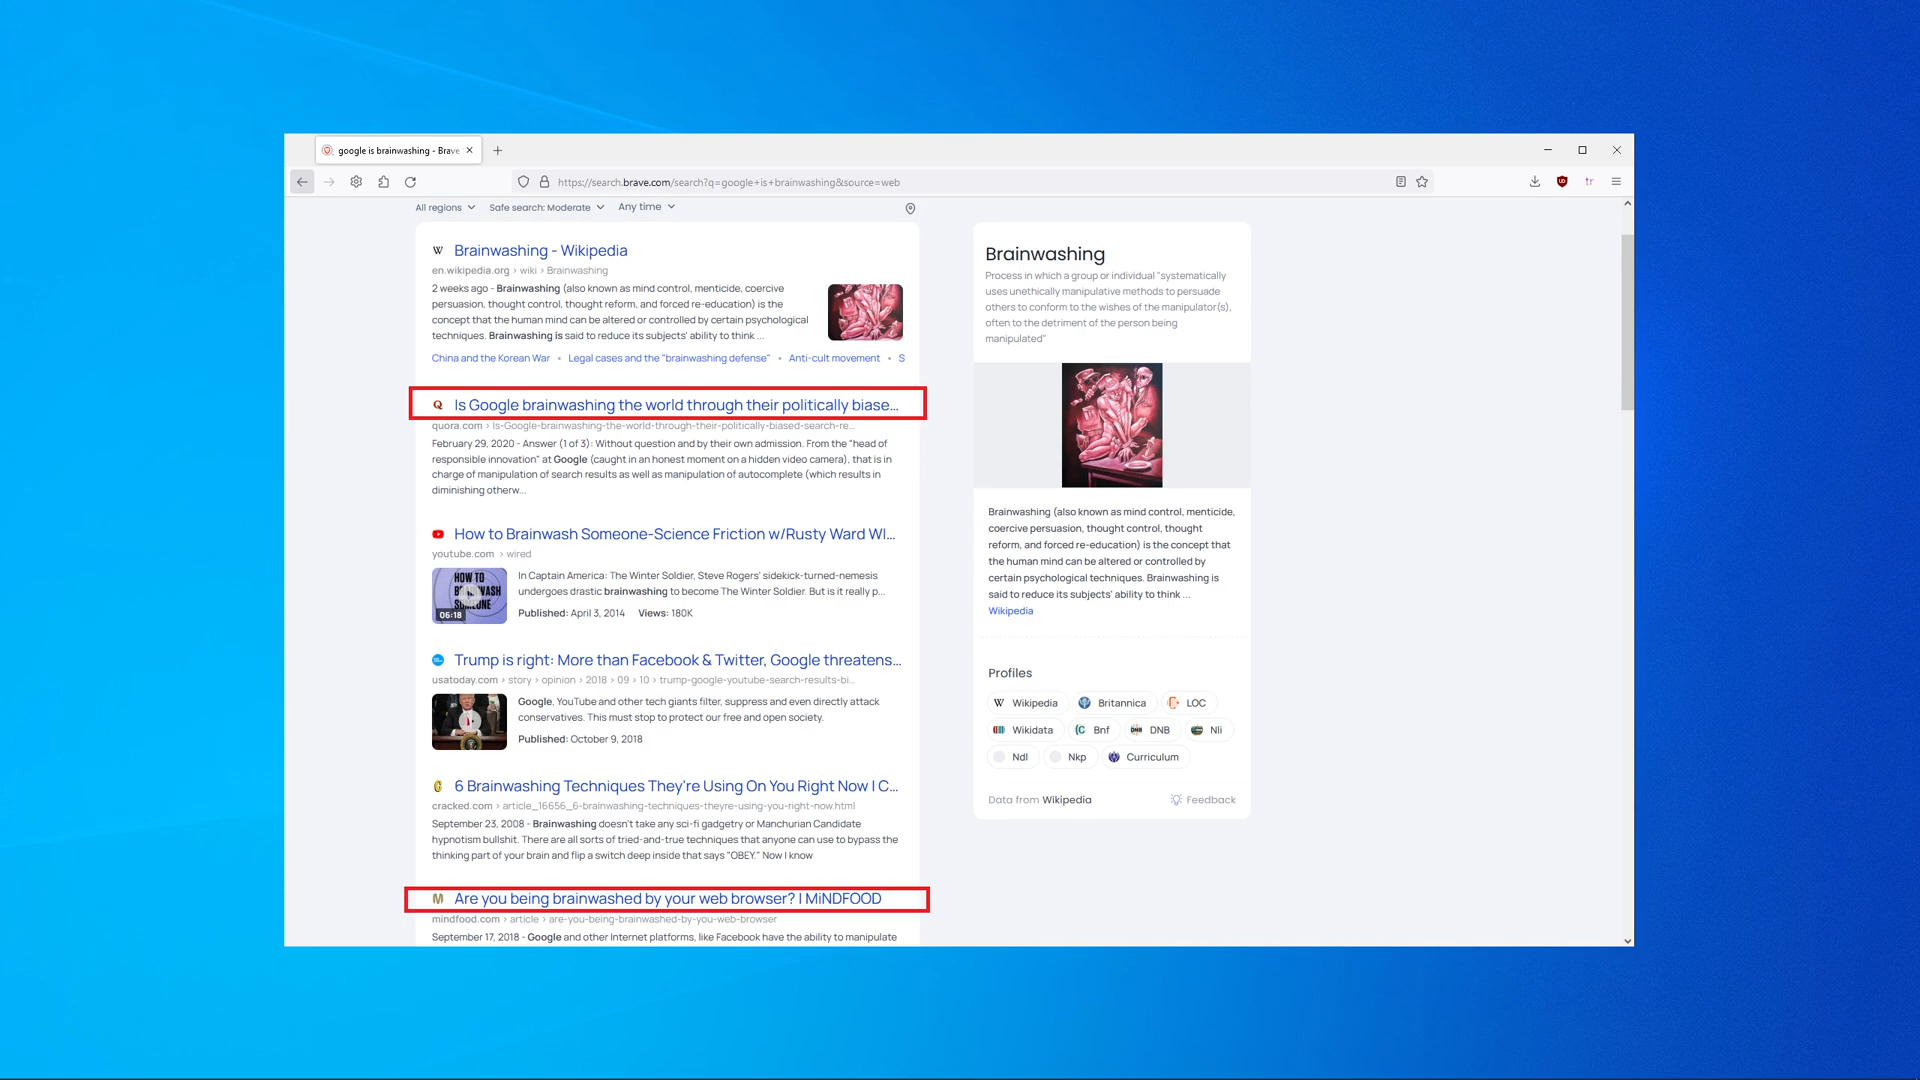 google is brainwashing - Brave
https://search.brave.com/search?q=google+is+brainwashing&source=web
All regions Safe search: Moderate Any time
Brainwashing - Wikipedia
en.wikipedia.org › wiki › Brainwashing
2 weeks ago - Brainwashing (also known as mind control, menticide, coercive
persuasion, thought control, thought reform, and forced re-education) is the
concept that the human mind can be altered or controlled by certain psychological
techniques. Brainwashing is said to reduce its subjects' ability to think ...
China and the Korean War • Legal cases and the "brainwashing defense" • Anti-cult movement • S
Is Google brainwashing the world through their politically biase...
quora.com › Is-Google-brainwashing-the-world-through-their-politically-biased-search-re...
February 29, 2020 - Answer (1 of 3): Without question and by their own admission. From the "head of
responsible innovation" at Google (caught in an honest moment on a hidden video camera), that is in
charge of manipulation of search results as well as manipulation of autocomplete (which results in
diminishing otherw...
How to Brainwash Someone-Science Friction w/Rusty Ward WI...
youtube.com › wired
HOW TO
BRAINWASH
SOMEONE
06:18
In Captain America: The Winter Soldier, Steve Rogers' sidekick-turned-nemesis
undergoes drastic brainwashing to become The Winter Soldier. But is it really p...
Published: April 3, 2014 Views: 180K
Trump is right: More than Facebook & Twitter, Google threatens...
usatoday.com › story › opinion › 2018 › 09 › 10 › trump-google-youtube-search-results-bi...
Google, YouTube and other tech giants filter, suppress and even directly attack
conservatives. This must stop to protect our free and open society.
Published: October 9, 2018
6 Brainwashing Techniques They're Using On You Right Now | C...
cracked.com › article_16656_6-brainwashing-techniques-theyre-using-you-right-now.html
September 23, 2008 - Brainwashing doesn't take any sci-fi gadgetry or Manchurian Candidate
hypnotism bullshit. There are all sorts of tried-and-true techniques that anyone can use to bypass the
thinking part of your brain and flip a switch deep inside that says "OBEY." Now I know
Are you being brainwashed by your web browser? | MiNDFOOD
mindfood.com › article › are-you-being-brainwashed-by-you-web-browser
September 17, 2018 - Google and other Internet platforms, like Facebook have the ability to manipulate
Brainwashing
Process in which a group or individual "systematically
uses unethically manipulative methods to persuade
others to conform to the wishes of the manipulator(s),
often to the detriment of the person being
manipulated"
Brainwashing (also known as mind control, menticide,
coercive persuasion, thought control, thought
reform, and forced re-education) is the concept that
the human mind can be altered or controlled by
certain psychological techniques. Brainwashing is
said to reduce its subjects' ability to think ...
Wikipedia
Profiles
Wikipedia Britannica LOC
Wikidata Bnf DNB Nli
Ndl Nkp Curriculum
Data from Wikipedia Feedback